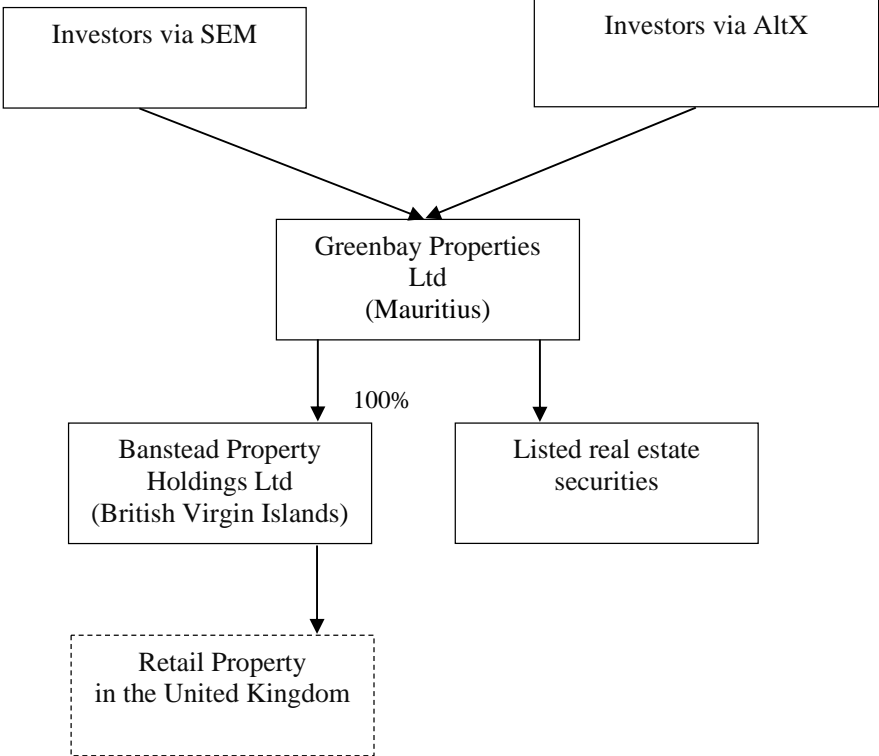 Investors via SEM
Investors via AltX
Greenbay Properties
Ltd
(Mauritius)
100%
Banstead Property
Holdings Ltd
(British Virgin Islands)
Listed real estate
securities
Retail Property
in the United Kingdom